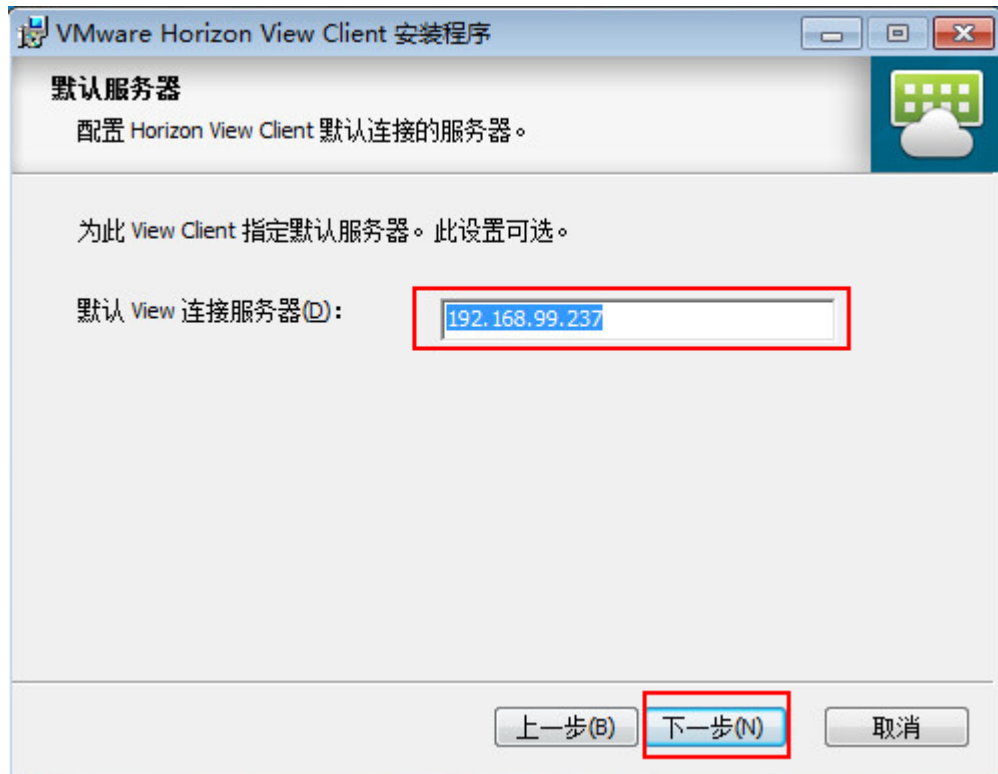 VMware Horizon View Client 安装程序
默认服务器
配置 Horizon View Client 默认连接的服务器。
为此 View Client 指定默认服务器。此设置可选。
默认 View 连接服务器(D)： 192.168.99.237
上一步(B) 下一步(N) 取消